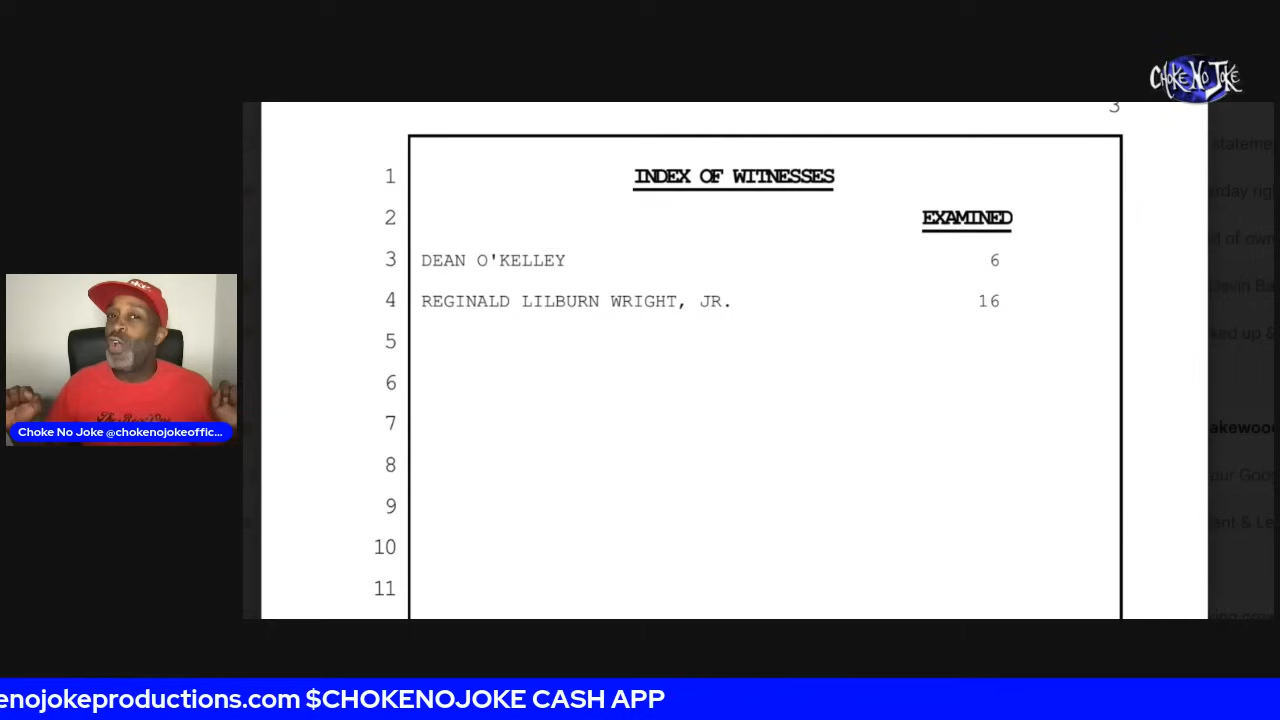 CHOKE NO JOKE
3
1 INDEX OF WITNESSES
2 EXAMINED
3 DEAN O'KELLEY 6
4 REGINALD LILBURN WRIGHT, JR. 16
5
6
7
8
9
10
11
Choke No Joke @chokenojokeoffic...
enojokeproductions.com $CHOKENOJOKE CASH APP